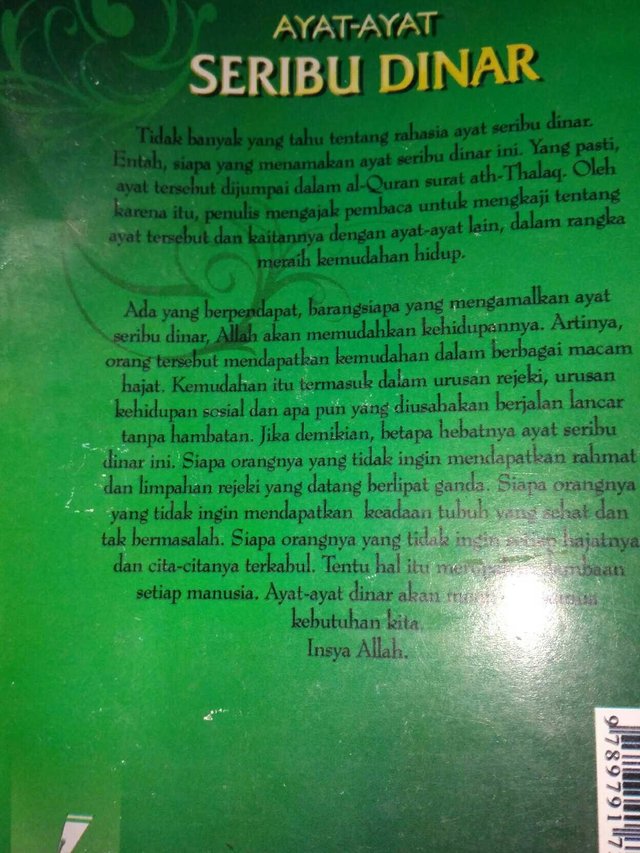 AYAT-AYAT
SERIBU DINAR
Tidak banyak yang tahu tentang rahasia ayat seribu dinar.
Entah, siapa yang menamakan ayat seribu dinar ini. Yang pasti,
ayat tersebut dijumpai dalam al-Quran surat ath-Thalaq. Oleh
karena itu, penulis mengajak pembaca untuk mengkaji tentang
ayat tersebut dan kaitannya dengan ayat-ayat lain, dalam rangka
meraih kemudahan hidup.
Ada yang berpendapat, barangsiapa yang mengamalkan ayat
seribu dinar, Allah akan memudahkan kehidupannya. Artinya,
orang tersebut mendapatkan kemudahan dalam berbagai macam
hajat. Kemudahan itu termasuk dalam urusan rejeki, urusan
kehidupan sosial dan apa pun yang diusahakan berjalan lancar
tanpa hambatan. Jika demikian, betapa hebatnya ayat seribu
dinar ini. Siapa orangnya yang tidak ingin mendapatkan rahmat
dan limpahan rejeki yang datang berlipat ganda. Siapa orangnya
yang tidak ingin mendapatkan keadaan tubuh yang sehat dan
tak bermasalah. Siapa orangnya yang tidak ingin setiap hajatnya
dan cita-citanya terkabul. Tentu hal itu
setiap manusia. Ayat-ayat dinar akan
kebutuhan kita.
Insya Allah.
9789791